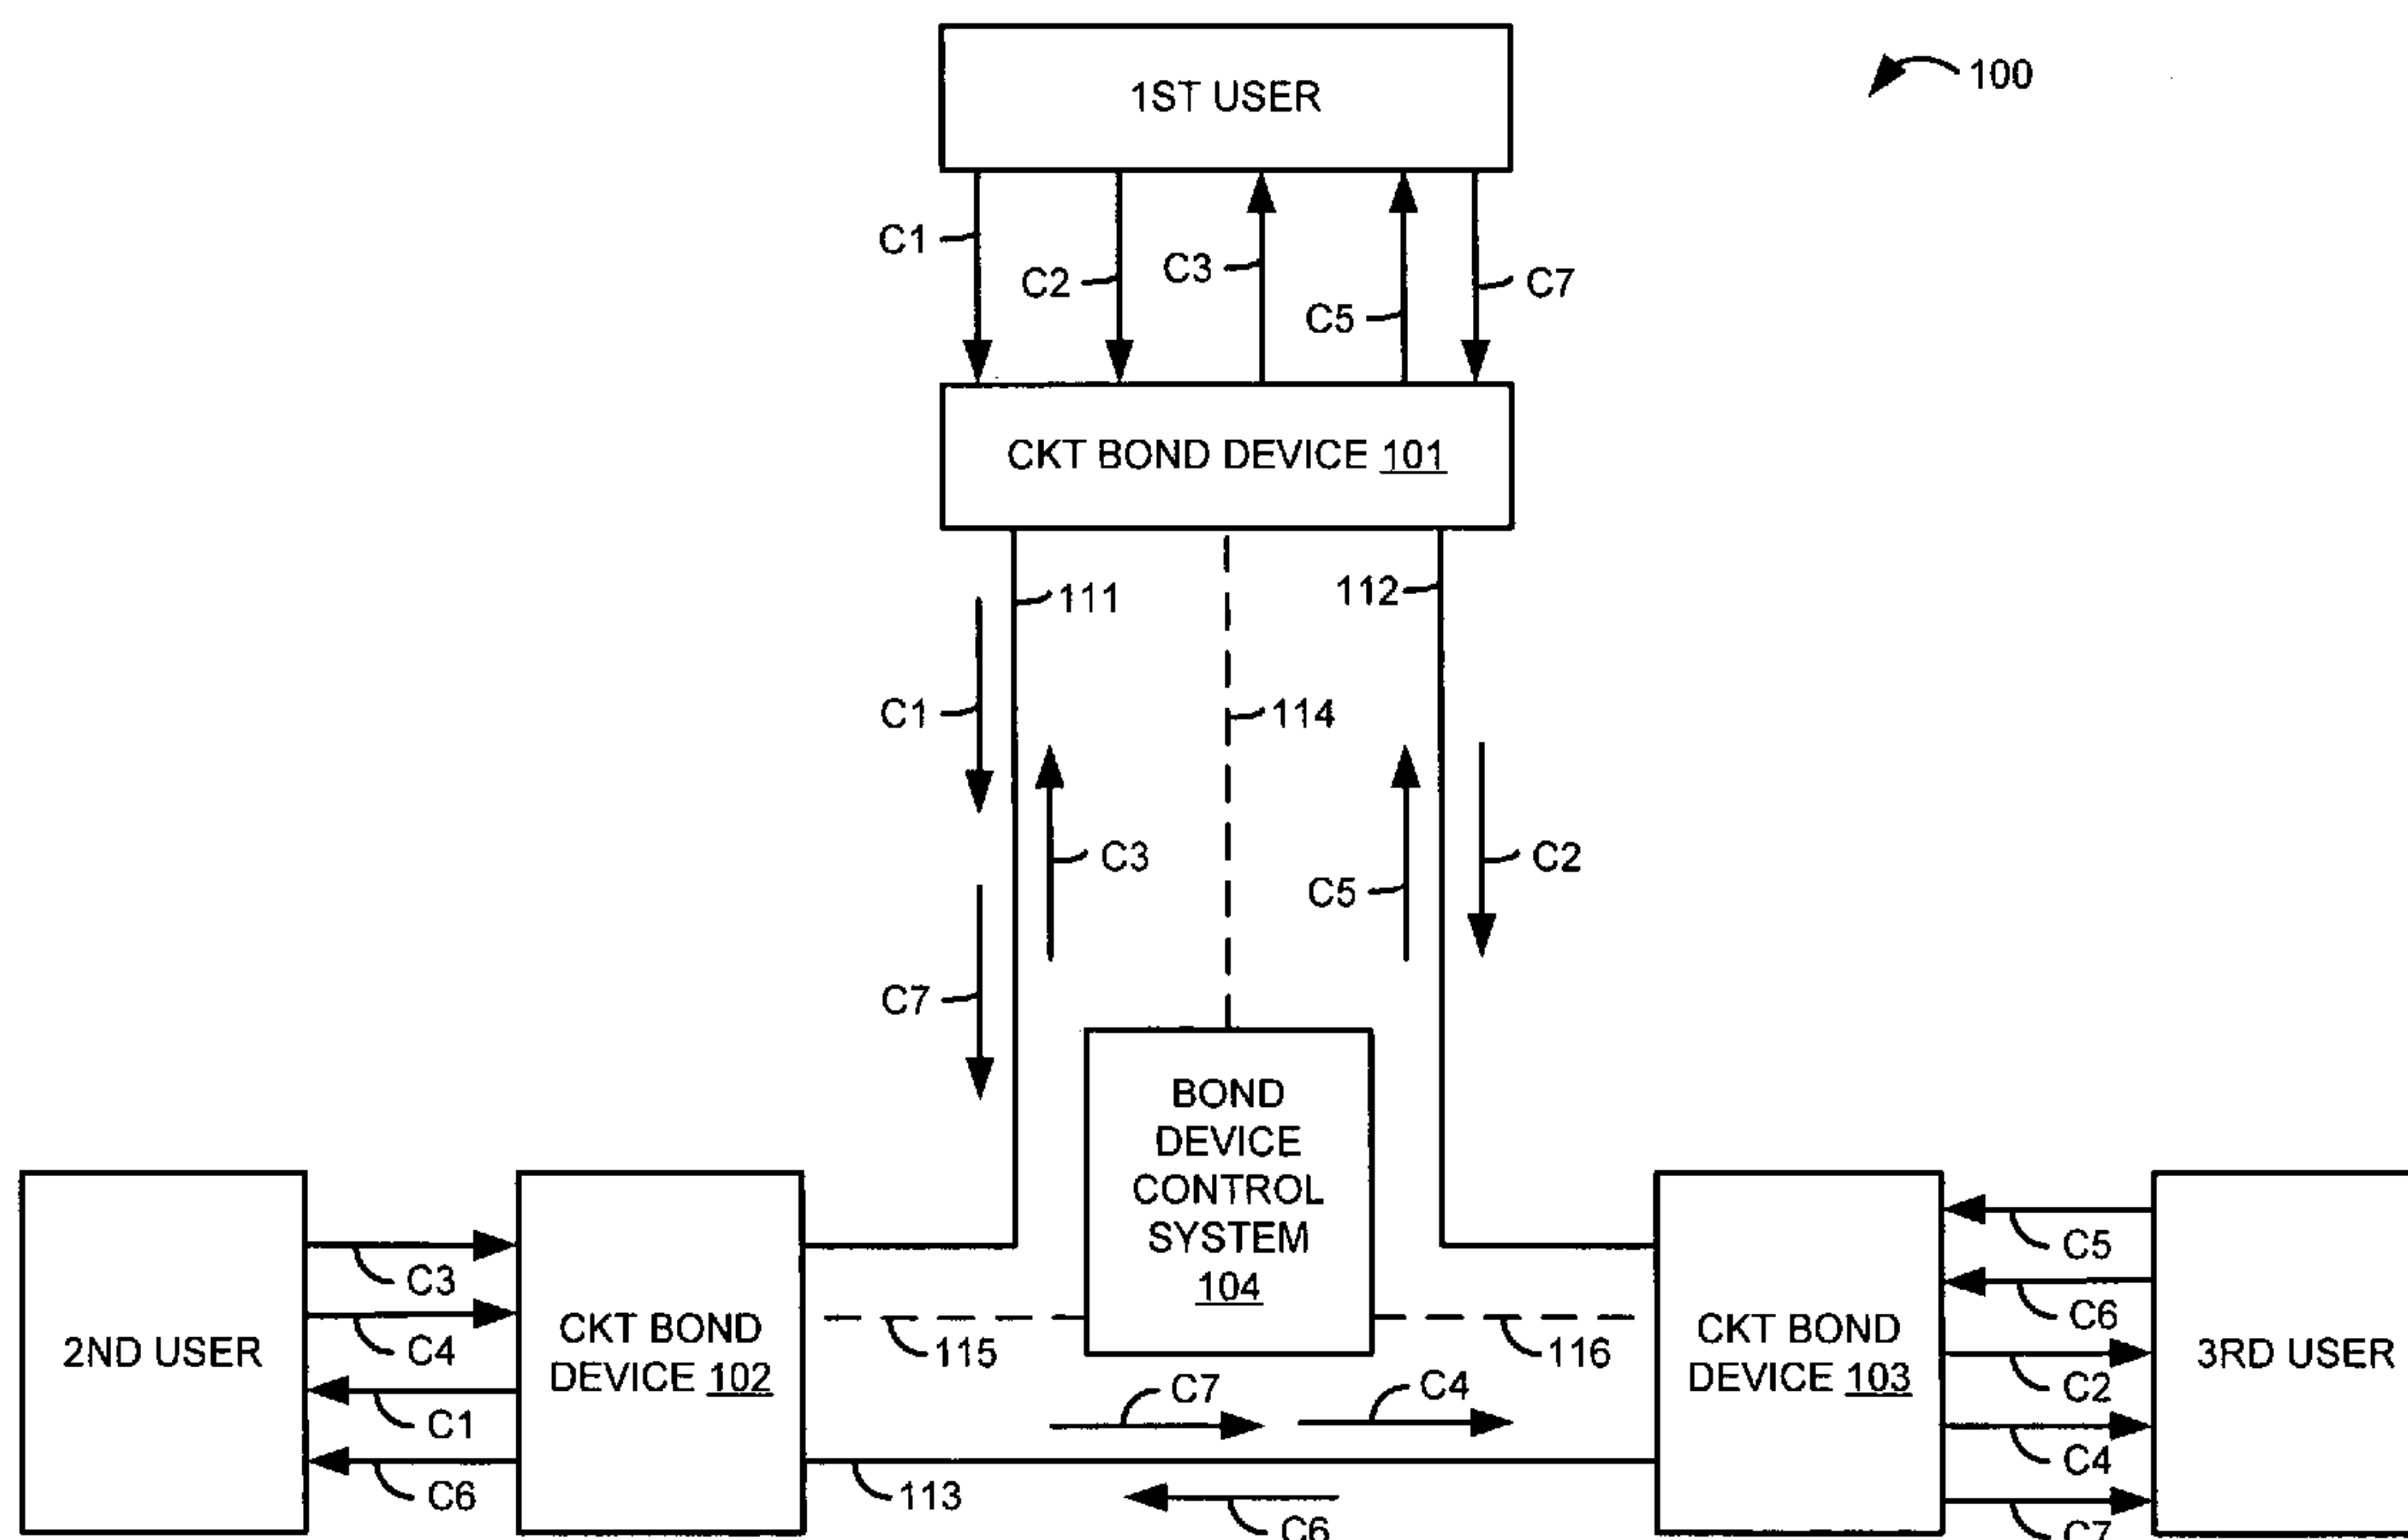 1ST USER
100
C1
C2
C3
C5
C7
CKT BOND DEVICE 101
111
112
C1
114
C3
C5
C2
C7
BOND
DEVICE
CONTROL
SYSTEM
104
2ND USER
C3
C4
C1
C6
CKT BOND
DEVICE 102
115
116
C7
C4
113
C6
CKT BOND
DEVICE 103
C5
C6
C2
C4
C7
3RD USER